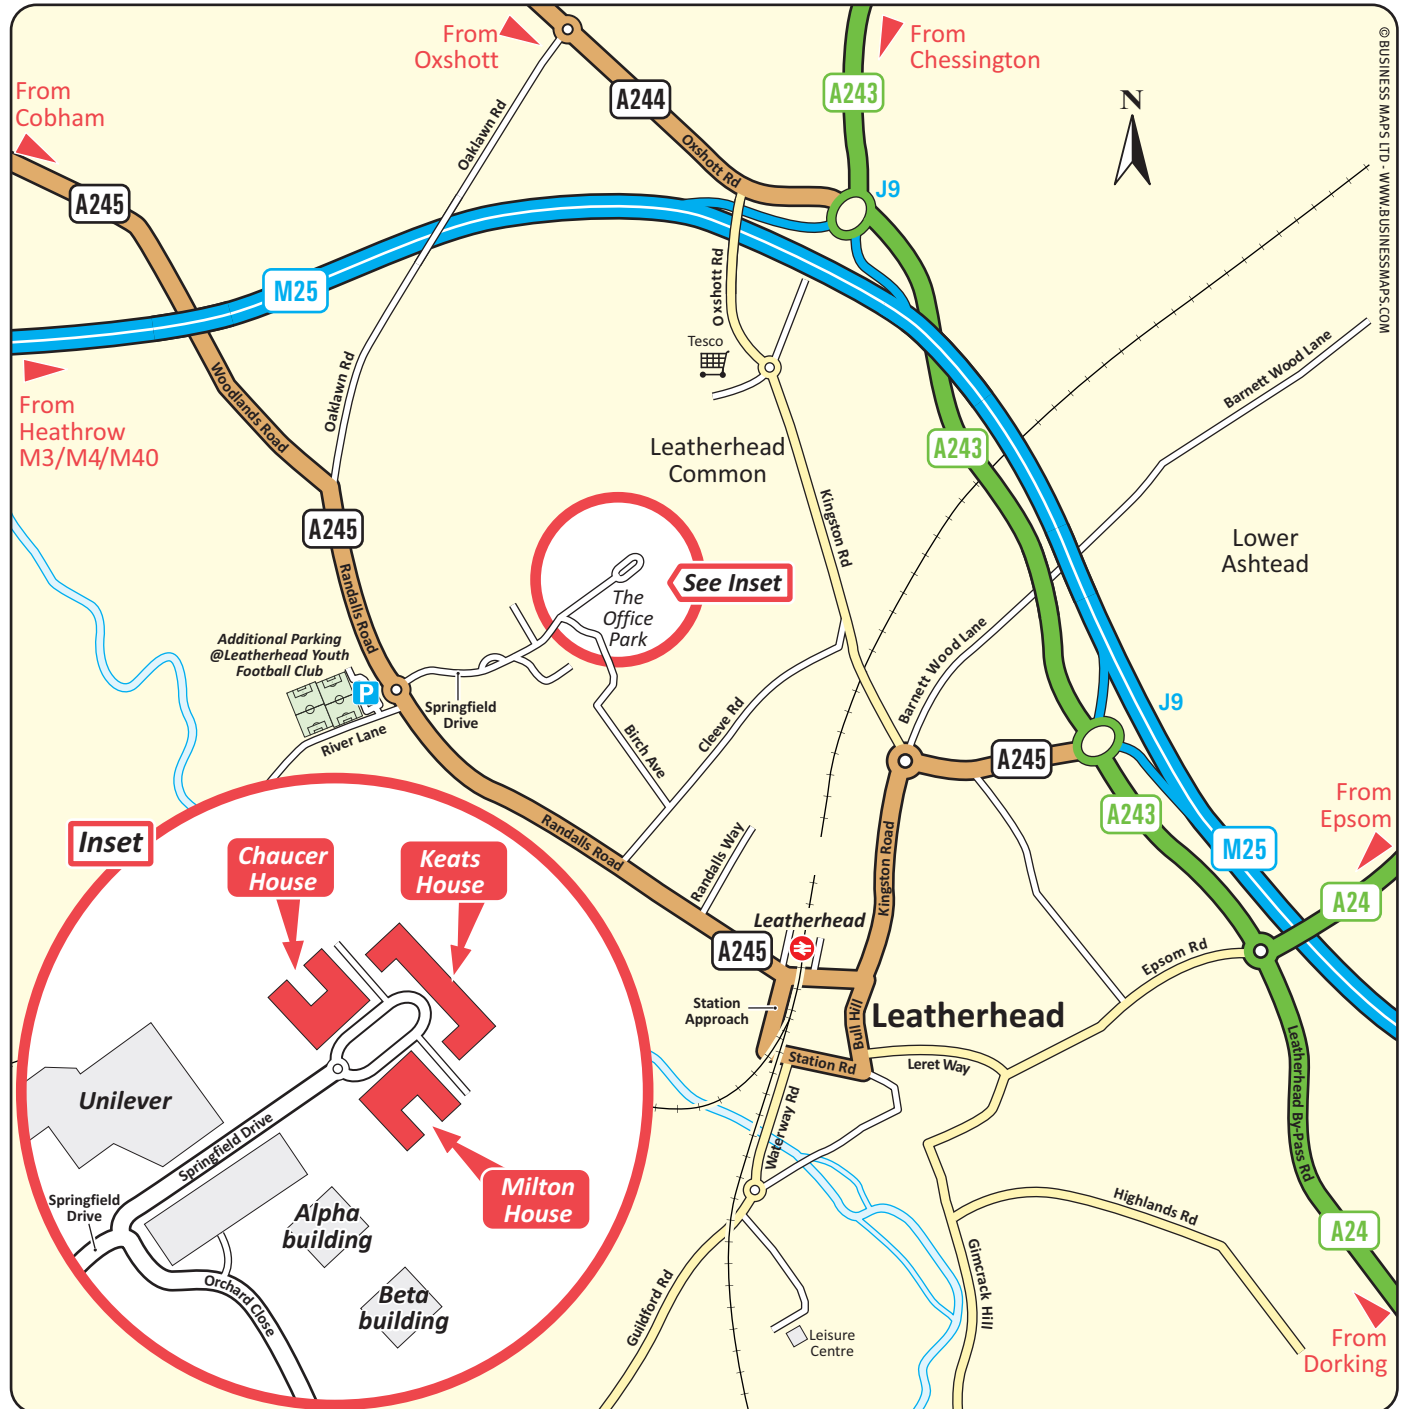 From
Oxshott
From
Chessington
© BUSINESS MAPS LTD - WWW.BUSINESSMAPS.COM
From
Cobham
A244
A243
N
Oaklawn Rd
Oxshott Rd
A245
J9
M25
Oxshott Rd
Tesco
Barnett Wood Lane
Oaklawn Rd
Woodlands Road
From
Heathrow
M3/M4/M40
Leatherhead
Common
A243
Kingston Rd
A245
Lower
Ashtead
See Inset
The
Office
Park
Randalls Road
Additional Parking
@Leatherhead Youth
Football Club
P
Springfield
Drive
River Lane
Barnett Wood Lane
Cleeve Rd
Birch Ave
J9
A245
A243
From
Epsom
M25
A24
Randalls Road
Randalls Way
Kingston Road
Leatherhead
A245
Epsom Rd
Station
Approach
Bull Hill
Leatherhead
Station Rd
Leret Way
Leatherhead By-Pass Rd
Waterway Rd
Highlands Rd
A24
Gimcrack Hill
Guildford Rd
Leisure
Centre
From
Dorking
Inset
Chaucer
House
Keats
House
Unilever
Springfield Drive
Milton
House
Springfield
Drive
Alpha
building
Orchard Close
Beta
building